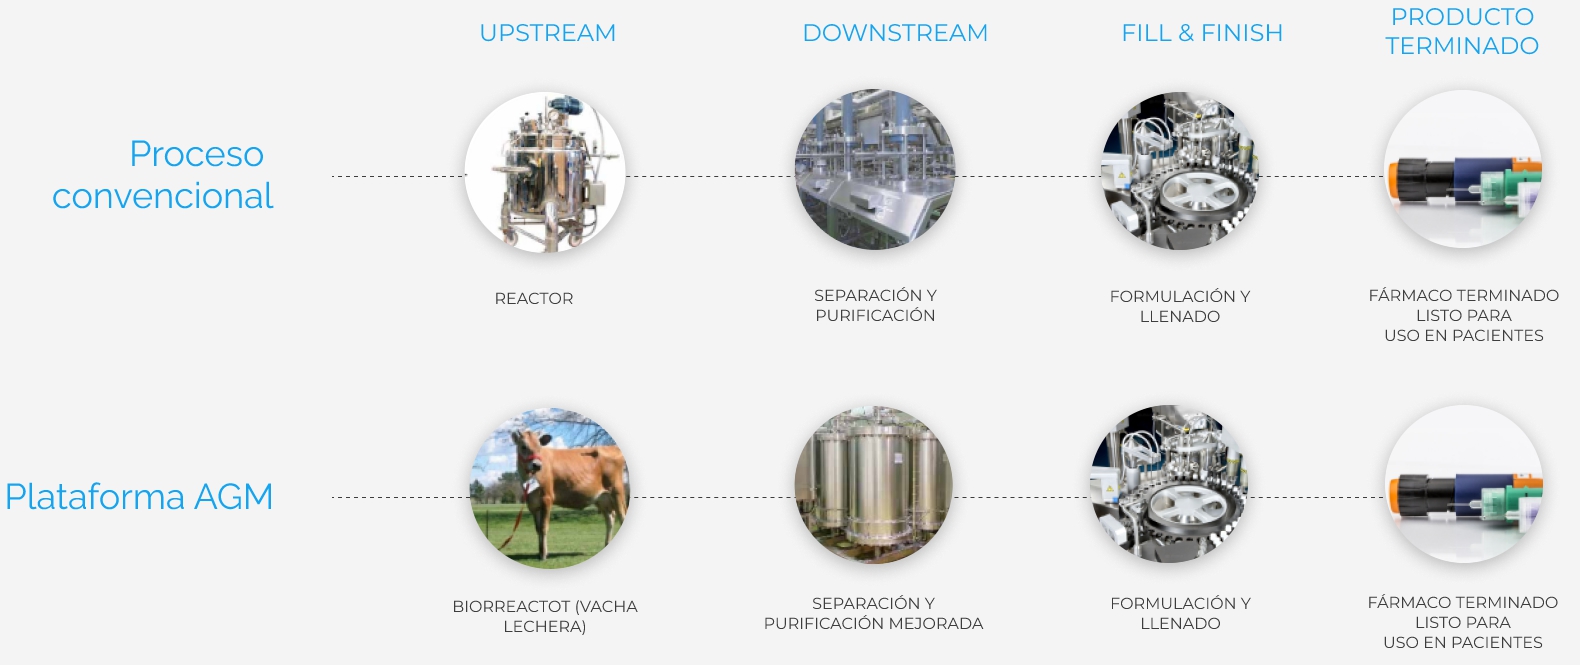 UPSTREAM
DOWNSTREAM
FILL & FINISH
PRODUCTO
TERMINADO
Proceso
convencional
REACTOR
SEPARACIÓN Y
PURIFICACIÓN
FORMULACIÓN Y
LLENADO
FÁRMACO TERMINADO
LISTO PARA
USO EN PACIENTES
Plataforma AGM
BIORREACTOT (VACHA
LECHERA)
SEPARACIÓN Y
PURIFICACIÓN MEJORADA
FORMULACIÓN Y
LLENADO
FÁRMACO TERMINADO
LISTO PARA
USO EN PACIENTES